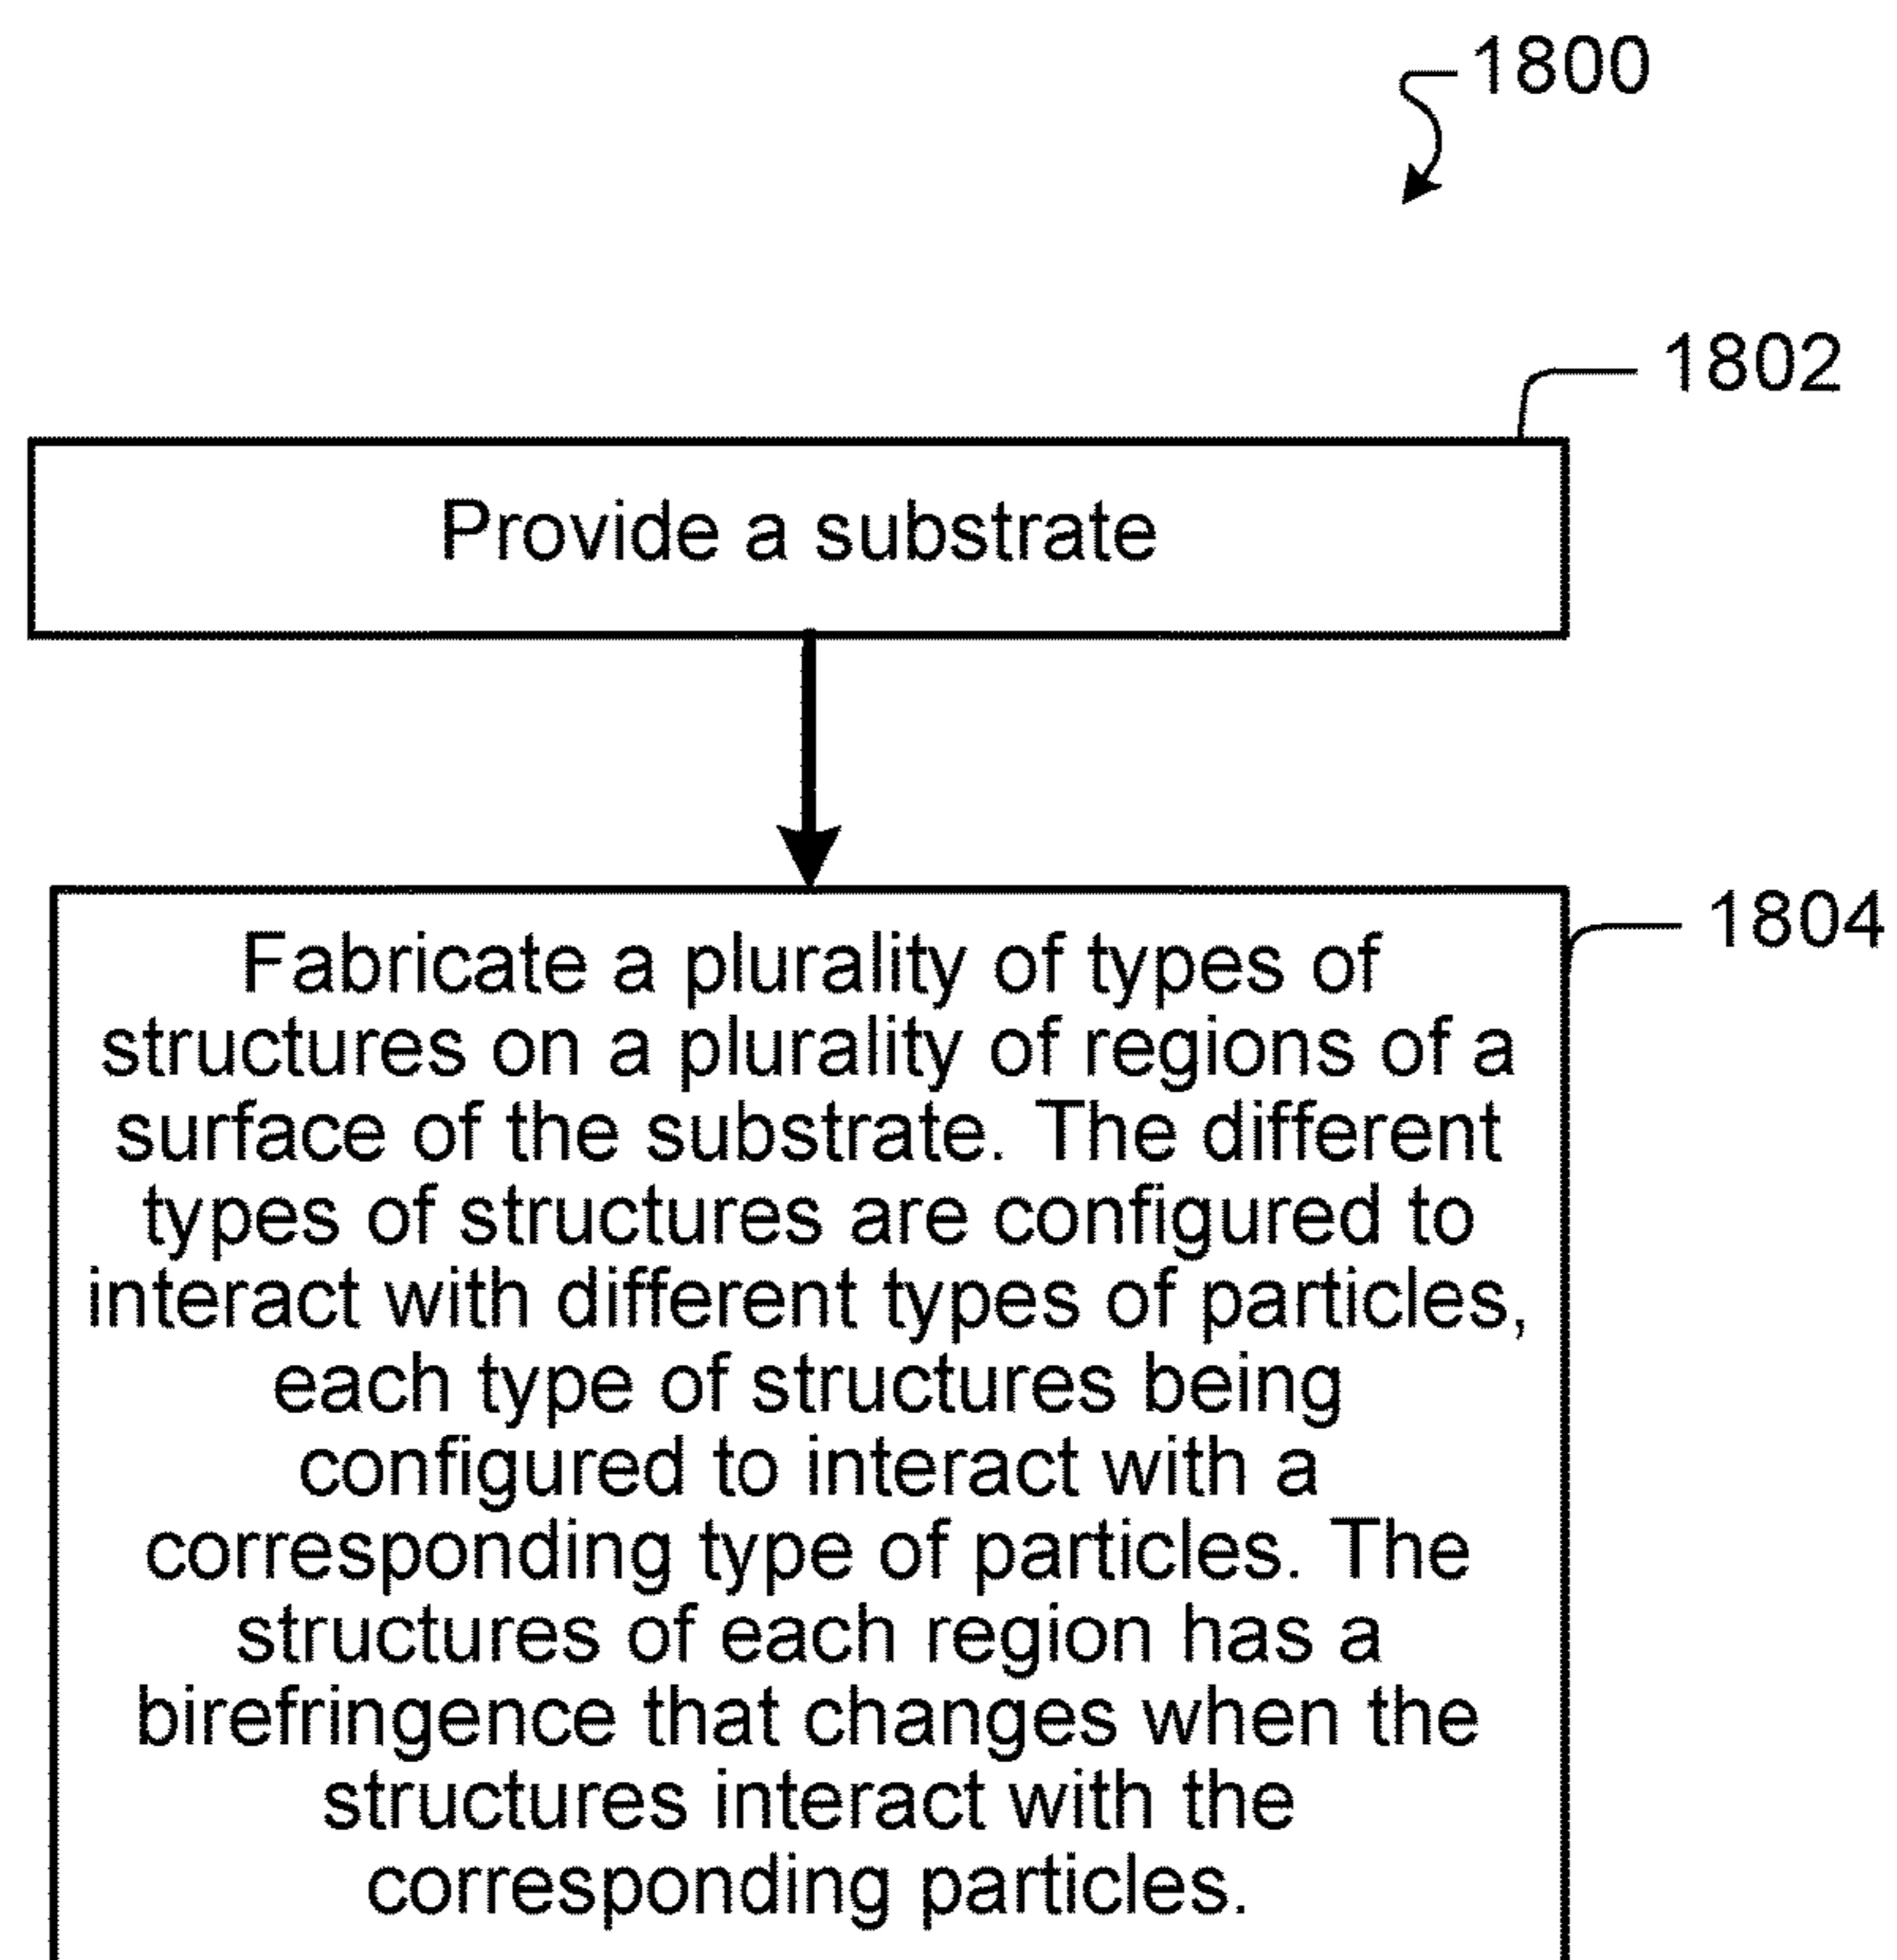 1800
1802
Provide a substrate
1804
Fabricate a plurality of types of
structures on a plurality of regions of a
surface of the substrate. The different
types of structures are configured to
interact with different types of particles,
each type of structures being
configured to interact with a
corresponding type of particles. The
structures of each region has a
birefringence that changes when the
structures interact with the
corresponding particles.